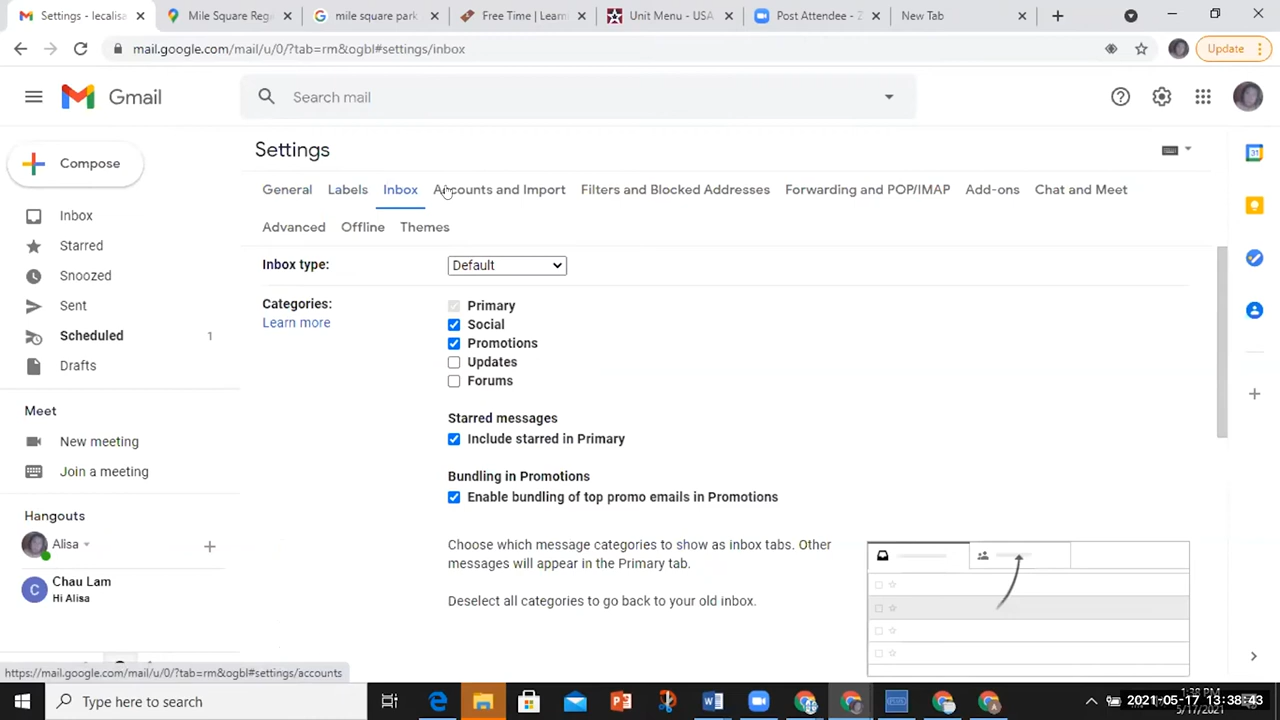 Settings - lecalisa
Mile Square Reg
mile square park
Free Time | Learn
Unit Menu - USA
Post Attendee - Z
New Tab
mail.google.com/mail/u/0/?tab=rm&ogbl#settings/inbox
Update
Gmail
Search mail
Compose
Settings
General Labels Inbox Accounts and Import Filters and Blocked Addresses Forwarding and POP/IMAP Add-ons Chat and Meet
Advanced Offline Themes
Inbox
Starred
Snoozed
Sent
Scheduled 1
Drafts
Meet
New meeting
Join a meeting
Hangouts
Alisa
C
Chau Lam
Hi Alisa
Inbox type: Default
Categories:
Learn more
Primary
Social
Promotions
Updates
Forums
Starred messages
Include starred in Primary
Bundling in Promotions
Enable bundling of top promo emails in Promotions
Choose which message categories to show as inbox tabs. Other
messages will appear in the Primary tab.
Deselect all categories to go back to your old inbox.
31
https://mail.google.com/mail/u/0/?tab=rm&ogbl#settings/accounts
Type here to search
1:38 PM
2021-05-17 13:38:43
5/17/2021